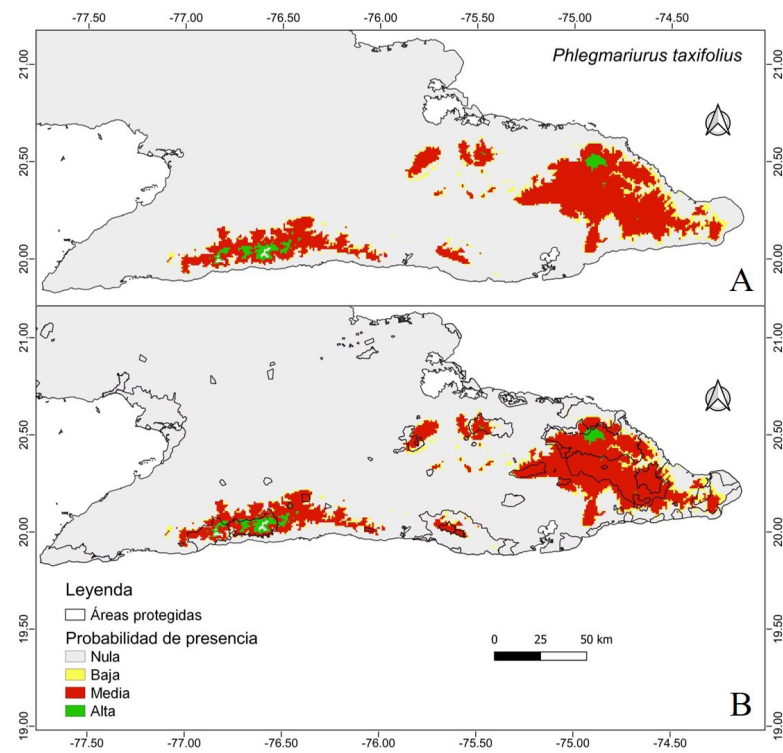 -77.50 -77.00 -76.50 -76.00 -75.50 -75.00 -74.50
Phlegmariurus taxifolius
21.00 21.00
20.50 20.50
20.00 20.00
A
21.00 21.00
20.50 20.50
20.00 20.00
19.50 19.50
19.00 19.00
Leyenda
Áreas protegidas
Probabilidad de presencia
Nula
Baja
Media
Alta
0 25 50 km
B
-77.50 -77.00 -76.50 -76.00 -75.50 -75.00 -74.50